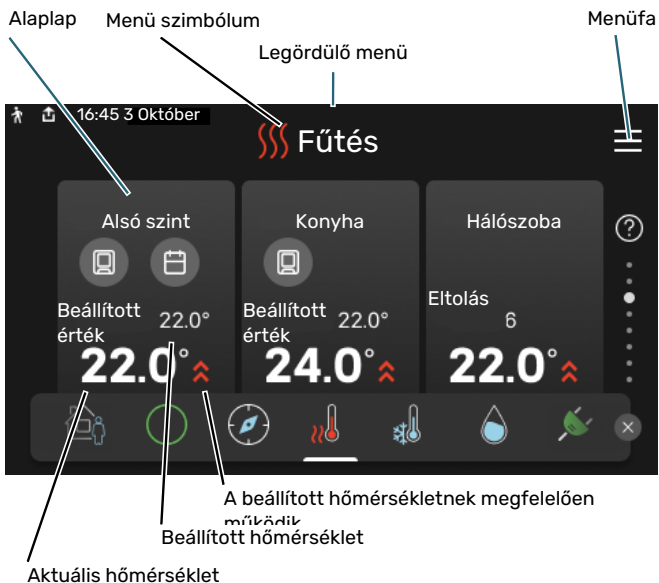 Alaplap
Menü szimbólum
Menüfa
Legördülő menü
16:45 3 Október
Fűtés
Alsó szint
Konyha
Hálószoba
?
Beállított érték
22.0°
Beállított érték
22.0°
Eltolás
6
22.0°
24.0°
22.0°
A beállított hőmérsékletnek megfelelően
működik
Beállított hőmérséklet
Aktuális hőmérséklet